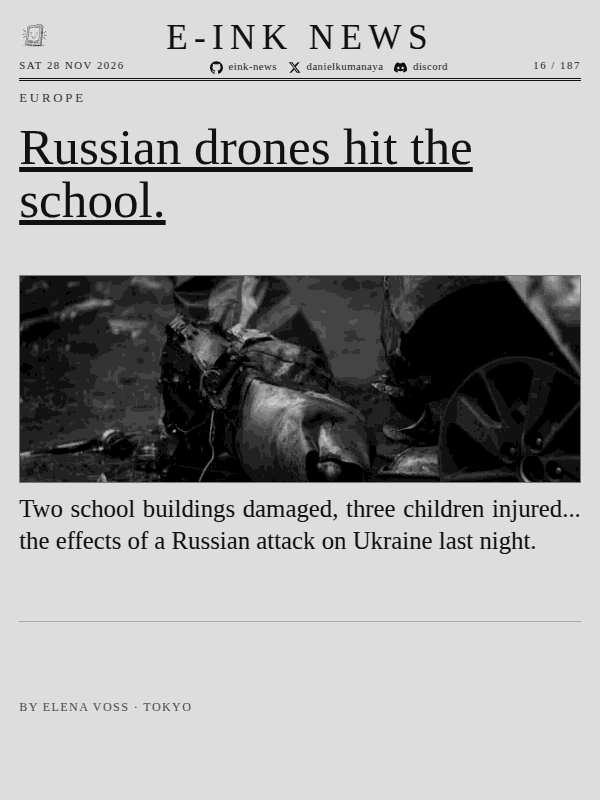 E-INK NEWS
SAT 28 NOV 2026
eink-news danielkumanaya discord
16 / 187
EUROPE
Russian drones hit the
school.
Two school buildings damaged, three children injured...
the effects of a Russian attack on Ukraine last night.
BY ELENA VOSS · TOKYO